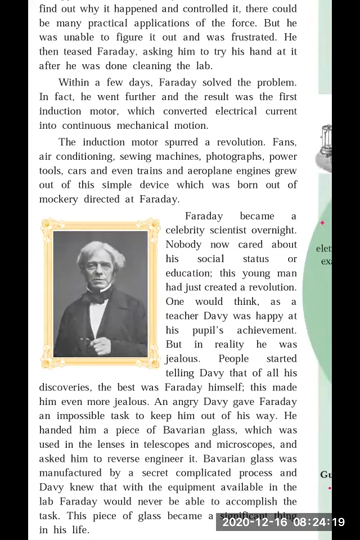 find out why it happened and controlled it, there could
be many practical applications of the force. But he
was unable to figure it out and was frustrated. He
then teased Faraday, asking him to try his hand at it
after he was done cleaning the lab.
Within a few days, Faraday solved the problem.
In fact, he went further and the result was the first
induction motor, which converted electrical current
into continuous mechanical motion.
The induction motor spurred a revolution. Fans,
air conditioning, sewing machines, photographs, power
tools, cars and even trains and aeroplane engines grew
out of this simple device which was born out of
mockery directed at Faraday.
Faraday became a
celebrity scientist overnight.
Nobody now cared about
his social status or
education; this young man
had just created a revolution.
One would think, as a
teacher Davy was happy at
his pupil's achievement.
But in reality he was
jealous. People started
telling Davy that of all his
discoveries, the best was Faraday himself; this made
him even more jealous. An angry Davy gave Faraday
an impossible task to keep him out of his way. He
handed him a piece of Bavarian glass, which was
used in the lenses in telescopes and microscopes, and
asked him to reverse engineer it. Bavarian glass was
manufactured by a secret complicated process and
Davy knew that with the equipment available in the
lab Faraday would never be able to accomplish the
task. This piece of glass became a significant thing
in his life.
elet
ex
Gu
2020-12-16 08:24:19